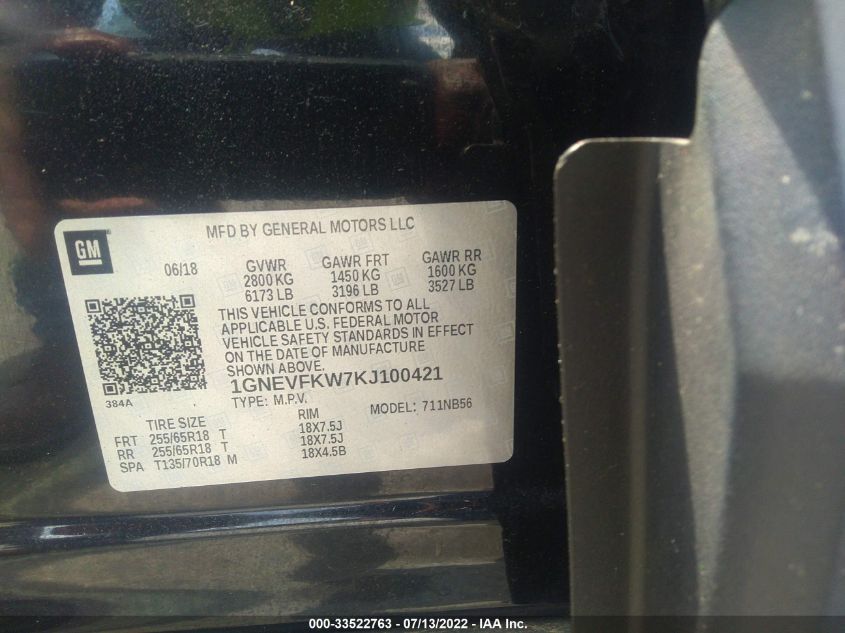 MFD BY GENERAL MOTORS LLC
GM
06/18 GVWR GAWR FRT GAWR RR
2800 KG 1450 KG 1600 KG
6173 LB 3196 LB 3527 LB
THIS VEHICLE CONFORMS TO ALL
APPLICABLE U.S. FEDERAL MOTOR
VEHICLE SAFETY STANDARDS IN EFFECT
ON THE DATE OF MANUFACTURE
SHOWN ABOVE.
1GNEVFKW7KJ100421
384A
TYPE: M.P.V. MODEL: 711NB56
TIRE SIZE RIM
FRT 255/65R18 T 18X7.5J
RR 255/65R18 T 18X7.5J
SPA T135/70R18 M 18X4.5B
000-33522763 - 07/13/2022 - IAA Inc.